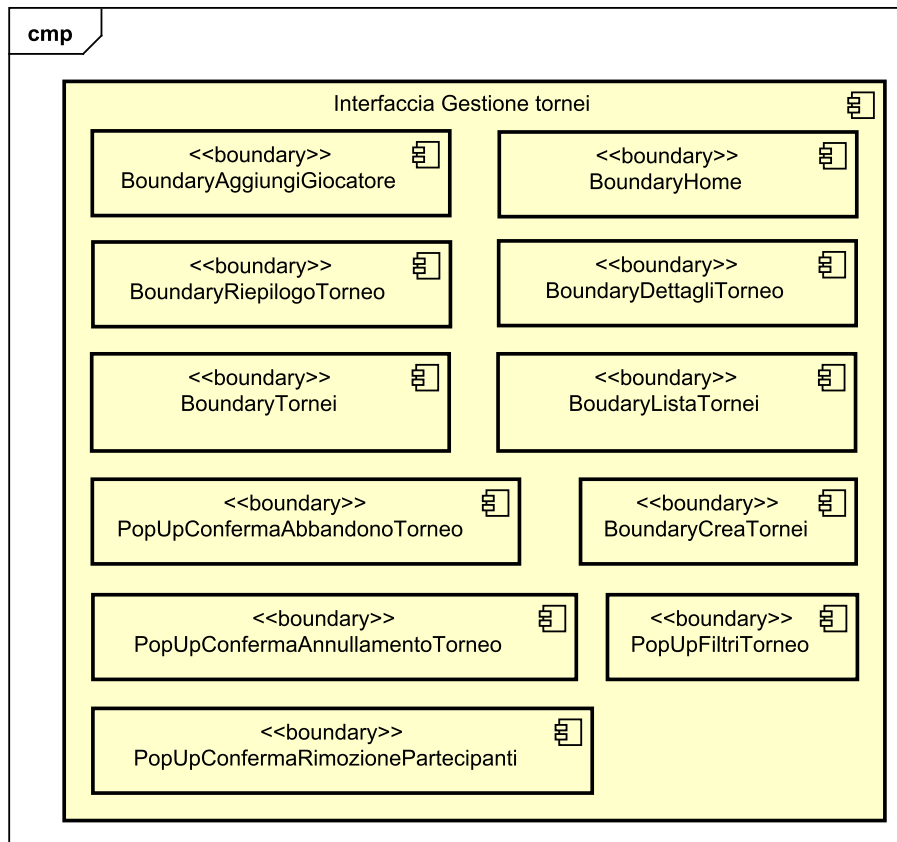 cmp
Interfaccia Gestione tornei
<<boundary>>
BoundaryAggiungiGiocatore
<<boundary>>
BoundaryHome
<<boundary>>
BoundaryRiepilogoTorneo
<<boundary>>
BoundaryDettagliTorneo
<<boundary>>
BoundaryTornei
<<boundary>>
BoudaryListaTornei
<<boundary>>
PopUpConfermaAbbandonoTorneo
<<boundary>>
BoundaryCreaTornei
<<boundary>>
PopUpConfermaAnnullamentoTorneo
<<boundary>>
PopUpFiltriTorneo
<<boundary>>
PopUpConfermaRimozionePartecipanti